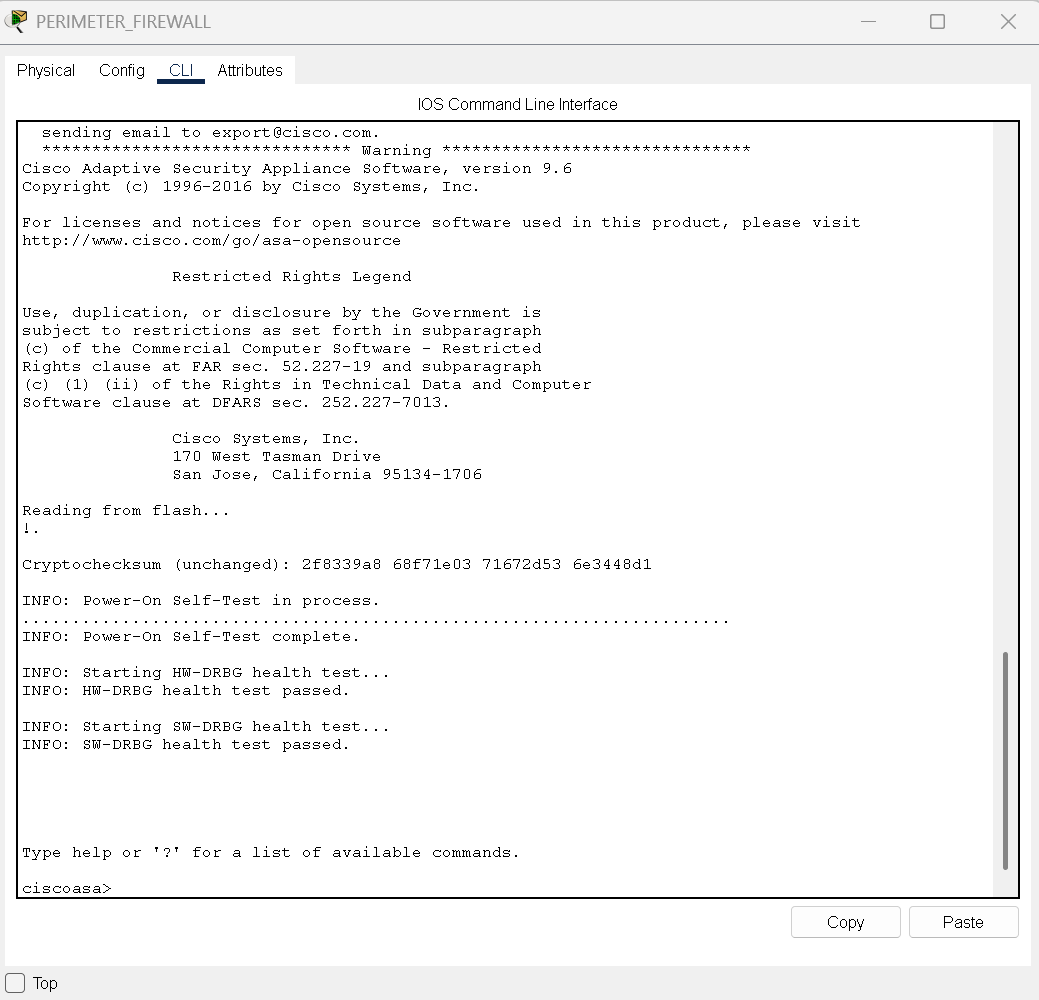 PERIMETER_FIREWALL
Physical Config CLI Attributes
IOS Command Line Interface
sending email to export@cisco.com.
******************************* Warning *******************************
Cisco Adaptive Security Appliance Software, version 9.6
Copyright (c) 1996-2016 by Cisco Systems, Inc.
For licenses and notices for open source software used in this product, please visit
http://www.cisco.com/go/asa-opensource
Restricted Rights Legend
Use, duplication, or disclosure by the Government is
subject to restrictions as set forth in subparagraph
(c) of the Commercial Computer Software - Restricted
Rights clause at FAR sec. 52.227-19 and subparagraph
(c) (1) (ii) of the Rights in Technical Data and Computer
Software clause at DFARS sec. 252.227-7013.
Cisco Systems, Inc.
170 West Tasman Drive
San Jose, California 95134-1706
Reading from flash...
!.
Cryptochecksum (unchanged): 2f8339a8 68f71e03 71672d53 6e3448d1
INFO: Power-On Self-Test in process.
.......................................................................
INFO: Power-On Self-Test complete.
INFO: Starting HW-DRBG health test...
INFO: HW-DRBG health test passed.
INFO: Starting SW-DRBG health test...
INFO: SW-DRBG health test passed.
Type help or '?' for a list of available commands.
ciscoasa>
Copy Paste
Top